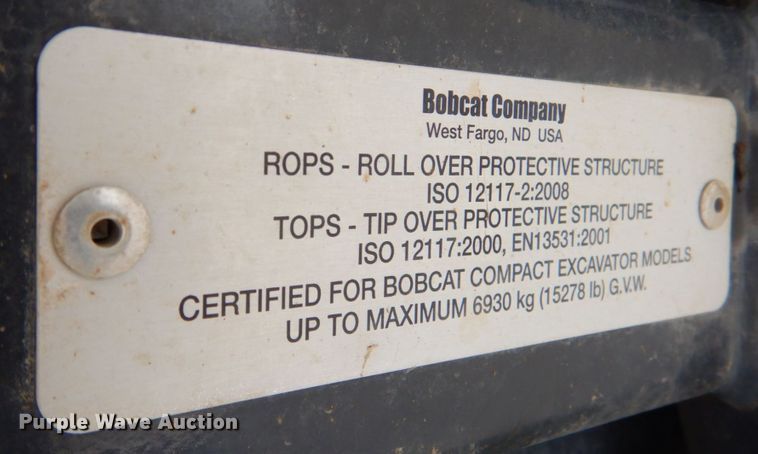 Bobcat Company
West Fargo, ND USA
ROPS - ROLL OVER PROTECTIVE STRUCTURE
ISO 12117-2:2008
TOPS - TIP OVER PROTECTIVE STRUCTURE
ISO 12117:2000, EN13531:2001
CERTIFIED FOR BOBCAT COMPACT EXCAVATOR MODELS
UP TO MAXIMUM 6930 kg (15278 lb) G.V.W.
Purple Wave Auction